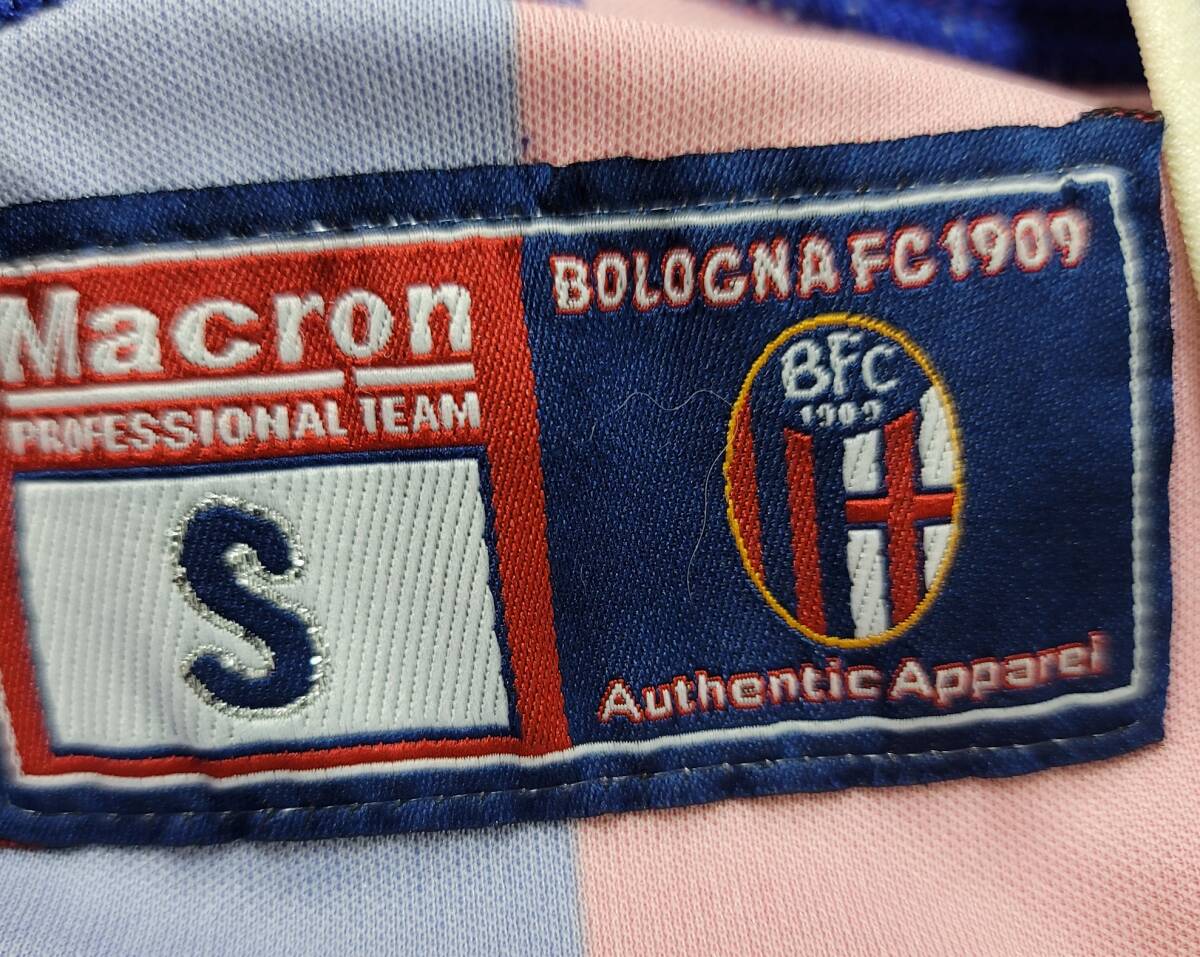 Macron
PROFESSIONAL TEAM
S
BOLOGNA FC 1909
BFC
1909
Authentic Apparel